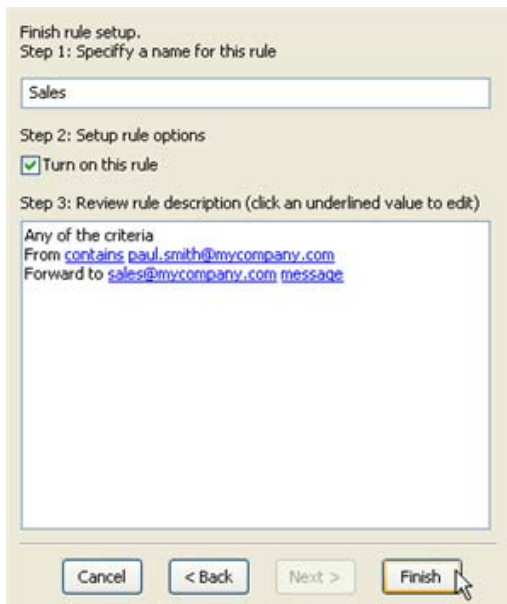 Finish rule setup.
Step 1: Speciffy a name for this rule
Sales
Step 2: Setup rule options
Turn on this rule
Step 3: Review rule description (click an underlined value to edit)
Any of the criteria
From contains paul.smith@mycompany.com
Forward to sales@mycompany.com message
Cancel
< Back
Next >
Finish